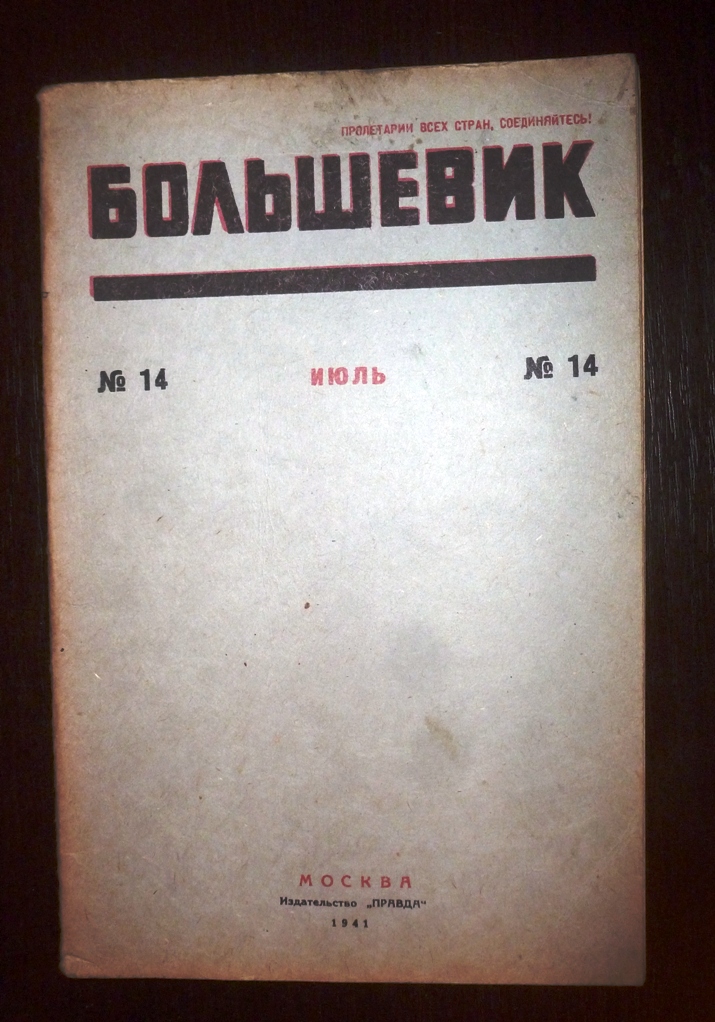 ПРОЛЕТАРИИ ВСЕХ СТРАН, СОЕДИНЯЙТЕСЬ!
БОЛЬШЕВИК
№ 14 ИЮЛЬ № 14
МОСКВА
Издательство „ПРАВДА“
1941